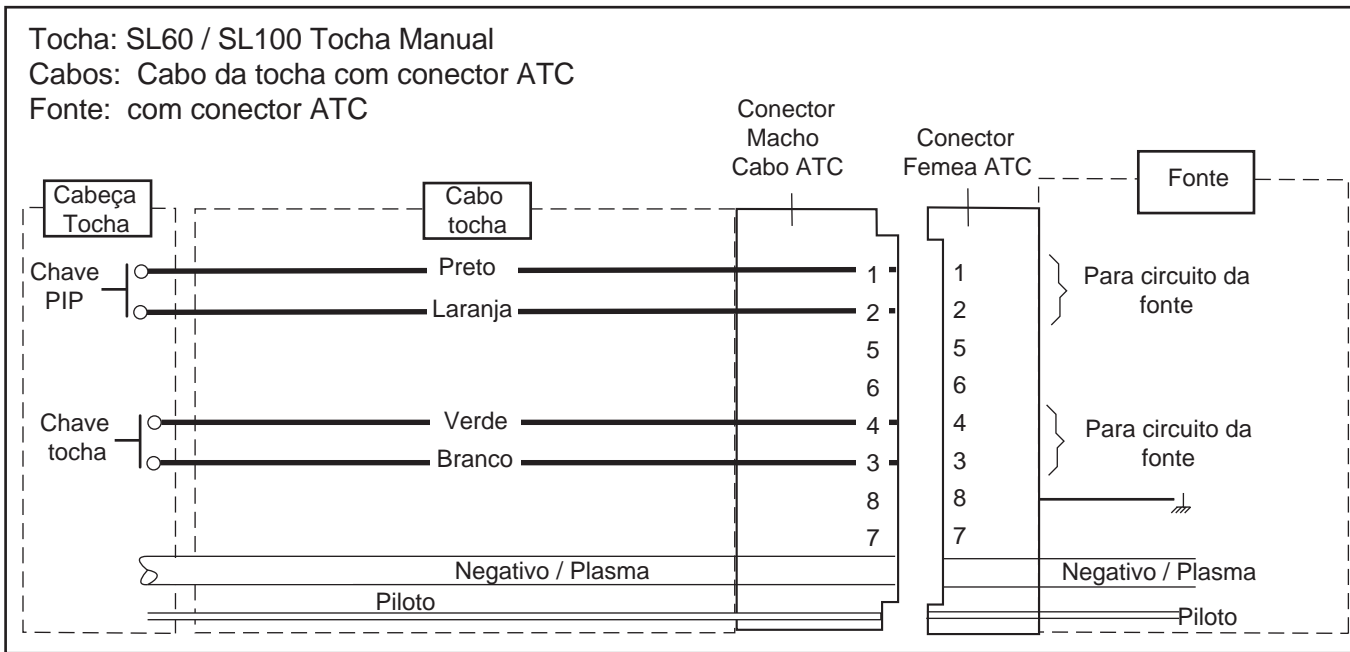 Tocha: SL60 / SL100 Tocha Manual
Cabos: Cabo da tocha com conector ATC
Fonte: com conector ATC
Conector
Macho
Cabo ATC
Conector
Femea ATC
Fonte
Cabeça
Tocha
Cabo
tocha
Chave
PIP
Preto
Laranja
1
2
5
6
4
3
8
7
1
2
5
6
4
3
8
7
Para circuito da
fonte
Chave
tocha
Verde
Branco
Para circuito da
fonte
Negativo / Plasma
Negativo / Plasma
Piloto
Piloto